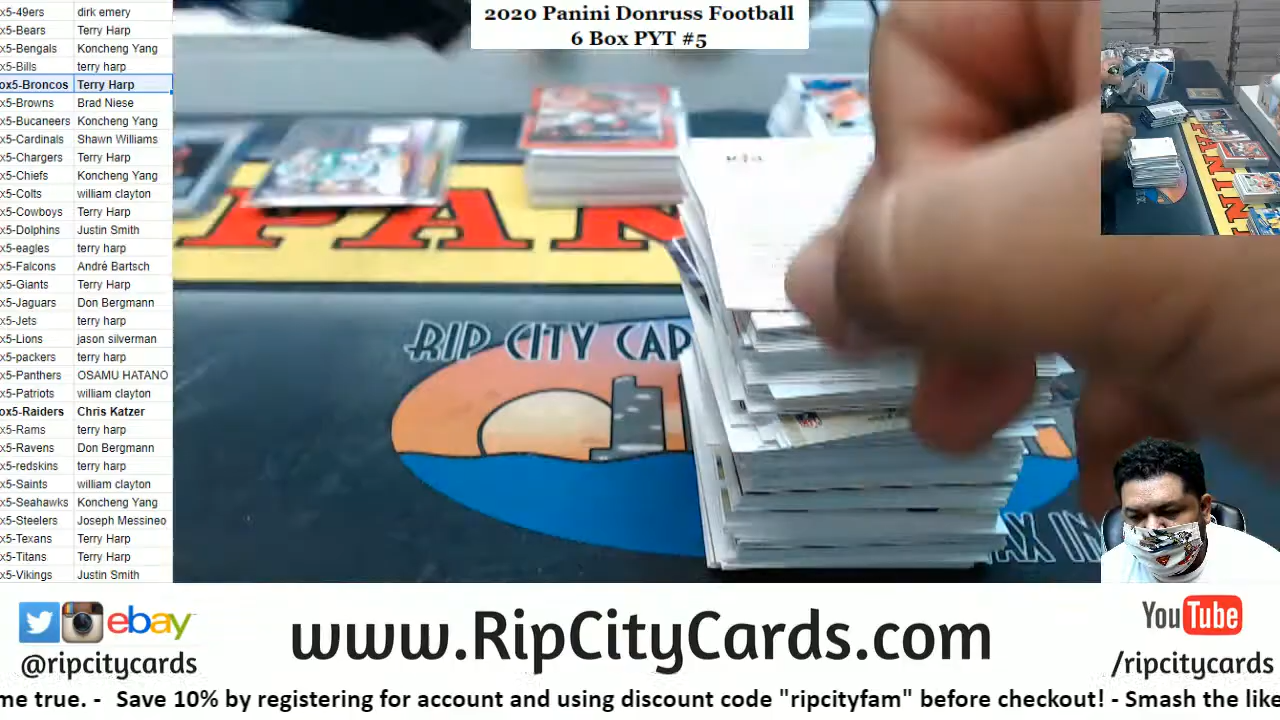 x5-49ers dirk emery
x5-Bears Terry Harp
x5-Bengals Koncheng Yang
x5-Bills terry harp
ox5-Broncos Terry Harp
x5-Browns Brad Niese
x5-Bucaneers Koncheng Yang
x5-Cardinals Shawn Williams
x5-Chargers Terry Harp
x5-Chiefs Koncheng Yang
x5-Colts william clayton
x5-Cowboys Terry Harp
x5-Dolphins Justin Smith
x5-eagles terry harp
x5-Falcons André Bartsch
x5-Giants Terry Harp
x5-Jaguars Don Bergmann
x5-Jets terry harp
x5-Lions jason silverman
x5-packers terry harp
x5-Panthers OSAMU HATANO
x5-Patriots william clayton
ox5-Raiders Chris Katzer
x5-Rams terry harp
x5-Ravens Don Bergmann
x5-redskins terry harp
x5-Saints william clayton
x5-Seahawks Koncheng Yang
x5-Steelers Joseph Messineo
x5-Texans Terry Harp
x5-Titans Terry Harp
x5-Vikings Justin Smith
2020 Panini Donruss Football
6 Box PYT #5
PAN
RIP CITY CAR
AX IN
PANINI
ebay
@ripcitycards
www.RipCityCards.com
YouTube
/ripcitycards
me true. - Save 10% by registering for account and using discount code "ripcityfam" before checkout! - Smash the like